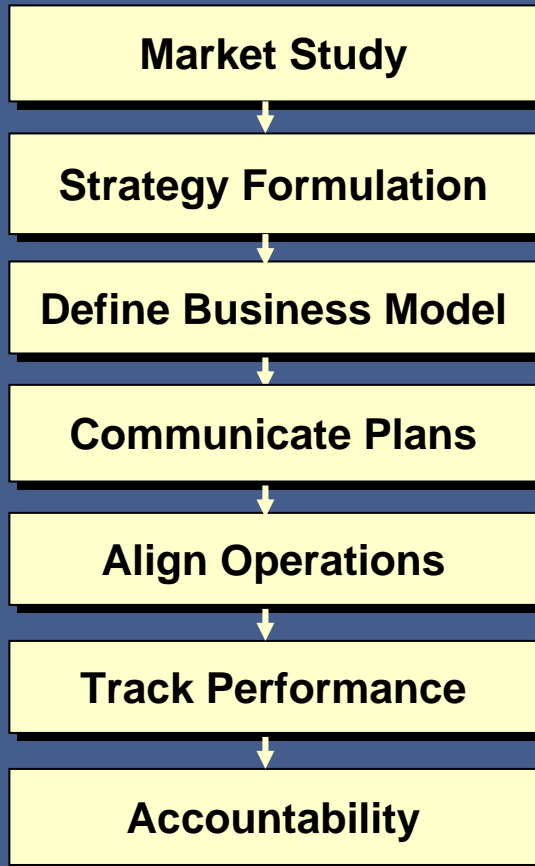 Market Study
Strategy Formulation
Define Business Model
Communicate Plans
Align Operations
Track Performance
Accountability